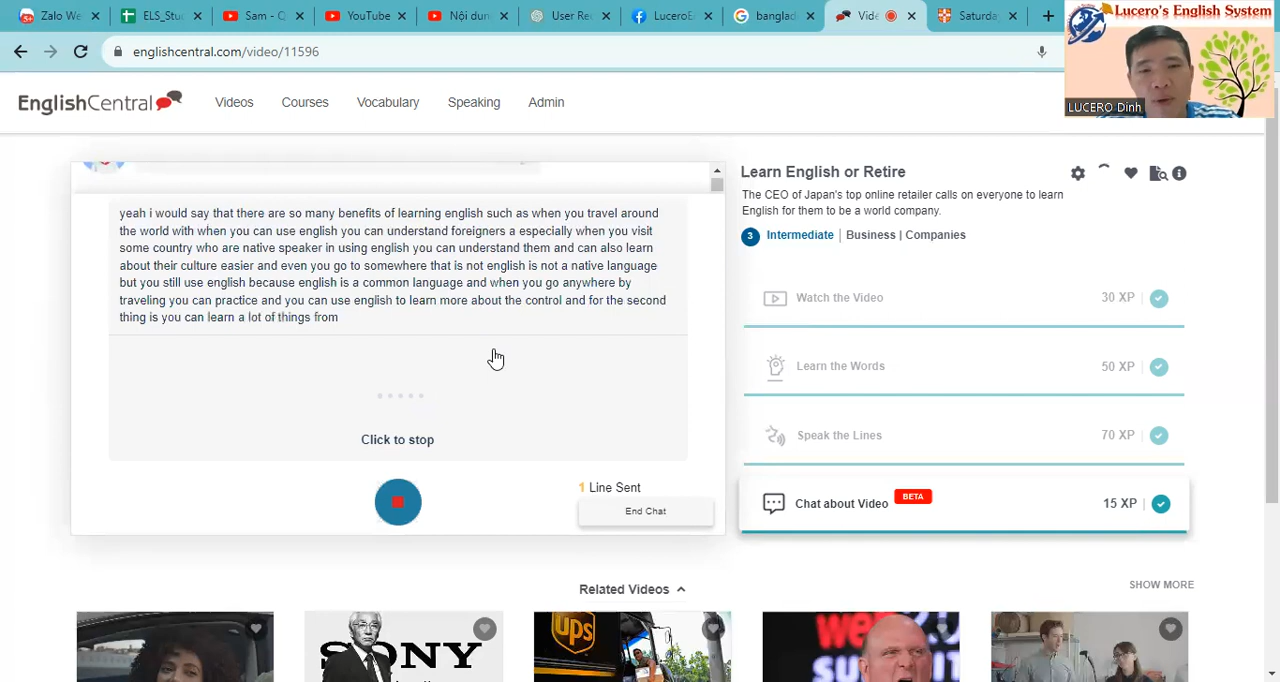 Zalo We
ELS_Stu
Sam - Q
YouTube
Nội dun
User Re
LuceroE
banglad
Vide
Saturda
englishcentral.com/video/11596
Lucero's English System
LUCERO Dinh
EnglishCentral
Videos
Courses
Vocabulary
Speaking
Admin
yeah i would say that there are so many benefits of learning english such as when you travel around
the world with when you can use english you can understand foreigners a especially when you visit
some country who are native speaker in using english you can understand them and can also learn
about their culture easier and even you go to somewhere that is not english is not a native language
but you still use english because english is a common language and when you go anywhere by
traveling you can practice and you can use english to learn more about the control and for the second
thing is you can learn a lot of things from
Click to stop
1 Line Sent
End Chat
Learn English or Retire
The CEO of Japan's top online retailer calls on everyone to learn
English for them to be a world company.
3 Intermediate | Business | Companies
Watch the Video 30 XP
Learn the Words 50 XP
Speak the Lines 70 XP
Chat about Video BETA 15 XP
Related Videos
SHOW MORE
SONY
ups